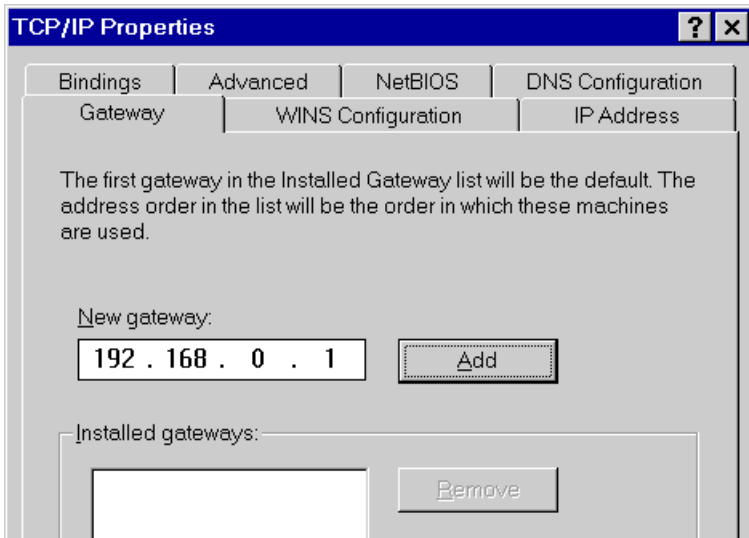 TCP/IP Properties
? ×
Bindings Advanced NetBIOS DNS Configuration
Gateway WINS Configuration IP Address
The first gateway in the Installed Gateway list will be the default. The
address order in the list will be the order in which these machines
are used.
New gateway:
192 . 168 . 0 . 1 Add
Installed gateways:
Remove